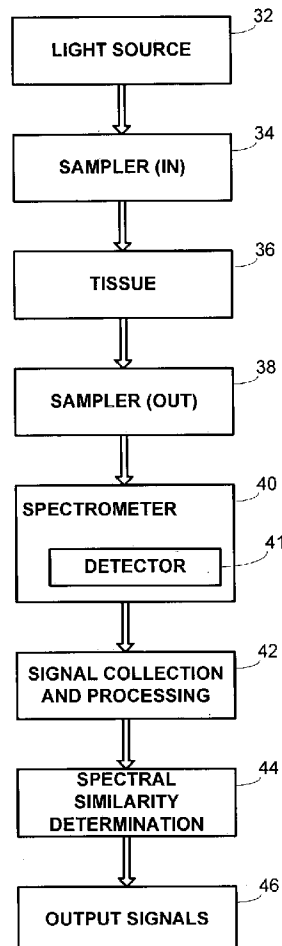 32
LIGHT SOURCE
34
SAMPLER (IN)
36
TISSUE
38
SAMPLER (OUT)
40
SPECTROMETER
41
DETECTOR
42
SIGNAL COLLECTION
AND PROCESSING
44
SPECTRAL
SIMILARITY
DETERMINATION
46
OUTPUT SIGNALS